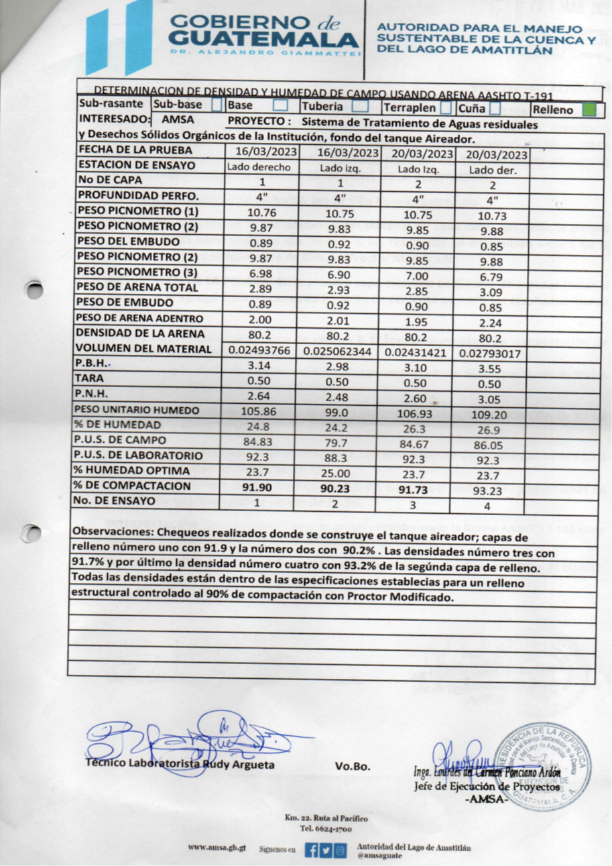 GOBIERNO de
GUATEMALA
DR. ALEJANDRO GIAMMATTEI
AUTORIDAD PARA EL MANEJO
SUSTENTABLE DE LA CUENCA Y
DEL LAGO DE AMATITLÁN
DETERMINACION DE DENSIDAD Y HUMEDAD DE CAMPO USANDO ARENA AASHTO T-191
Sub-rasante Sub-base Base Tuberia Terraplen Cuña Relleno
INTERESADO: AMSA PROYECTO : Sistema de Tratamiento de Aguas residuales
y Desechos Sólidos Orgánicos de la Institución, fondo del tanque Aireador.
FECHA DE LA PRUEBA 16/03/2023 16/03/2023 20/03/2023 20/03/2023
ESTACION DE ENSAYO Lado derecho Lado izq. Lado Izq. Lado der.
No DE CAPA 1 1 2 2
PROFUNDIDAD PERFO. 4" 4" 4" 4"
PESO PICNOMETRO (1) 10.76 10.75 10.75 10.73
PESO PICNOMETRO (2) 9.87 9.83 9.85 9.88
PESO DEL EMBUDO 0.89 0.92 0.90 0.85
PESO PICNOMETRO (2) 9.87 9.83 9.85 9.88
PESO PICNOMETRO (3) 6.98 6.90 7.00 6.79
PESO DE ARENA TOTAL 2.89 2.93 2.85 3.09
PESO DE EMBUDO 0.89 0.92 0.90 0.85
PESO DE ARENA ADENTRO 2.00 2.01 1.95 2.24
DENSIDAD DE LA ARENA 80.2 80.2 80.2 80.2
VOLUMEN DEL MATERIAL 0.02493766 0.025062344 0.02431421 0.02793017
P.B.H.. 3.14 2.98 3.10 3.55
TARA 0.50 0.50 0.50 0.50
P.N.H. 2.64 2.48 2.60 3.05
PESO UNITARIO HUMEDO 105.86 99.0 106.93 109.20
% DE HUMEDAD 24.8 24.2 26.3 26.9
P.U.S. DE CAMPO 84.83 79.7 84.67 86.05
P.U.S. DE LABORATORIO 92.3 88.3 92.3 92.3
% HUMEDAD OPTIMA 23.7 25.00 23.7 23.7
% DE COMPACTACION 91.90 90.23 91.73 93.23
No. DE ENSAYO 1 2 3 4
Observaciones: Chequeos realizados donde se construye el tanque aireador; capas de
relleno número uno con 91.9 y la número dos con 90.2% . Las densidades número tres con
91.7% y por último la densidad número cuatro con 93.2% de la segúnda capa de relleno.
Todas las densidades están dentro de las especificaciones establecias para un relleno
estructural controlado al 90% de compactación con Proctor Modificado.
Técnico Laboratorista Rudy Argueta
Vo.Bo.
Inga. Lourdes del Carmen Ponciano Ardón
Jefe de Ejecución de Proyectos
-AMSA-
Km. 22. Ruta al Pacífico
Tel. 6624-1700
www.amsa.gb.gt Síguenos en Autoridad del Lago de Amatitlán
@amsaguate